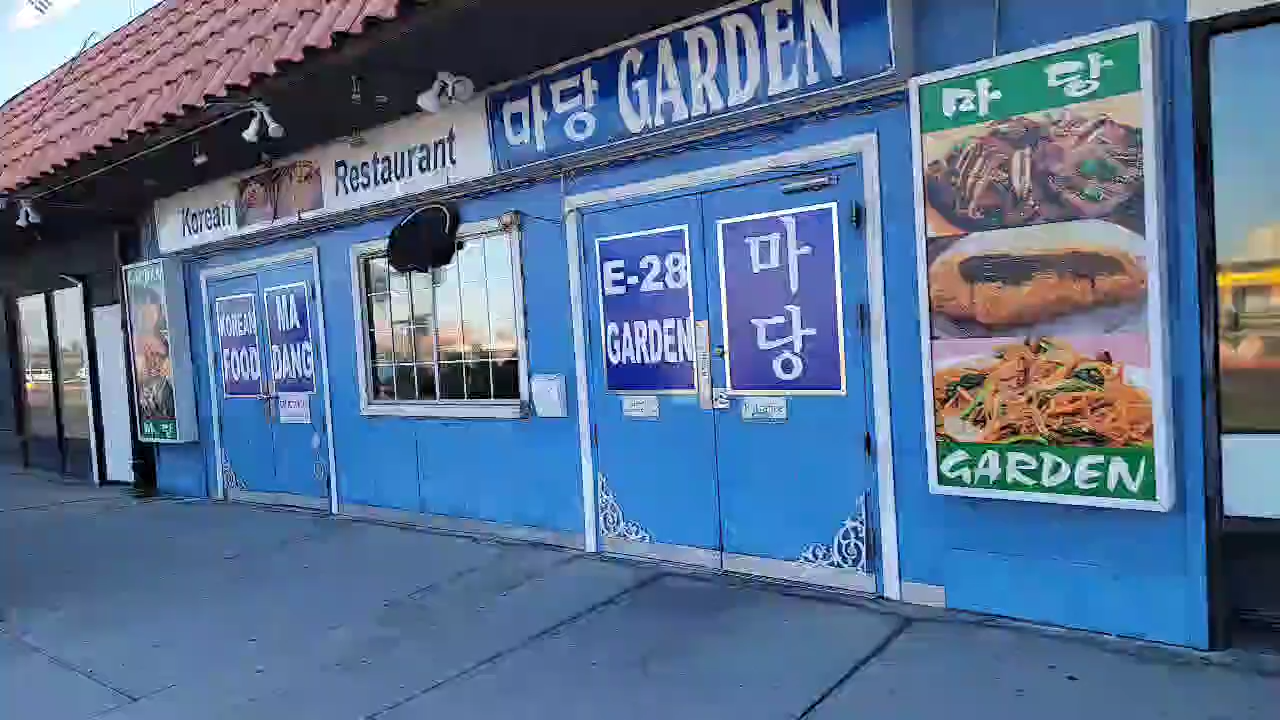 Korean Restaurant
마당 GARDEN
KOREAN
FOOD
MA
DANG
E-28
GARDEN
마
당
마당
GARDEN